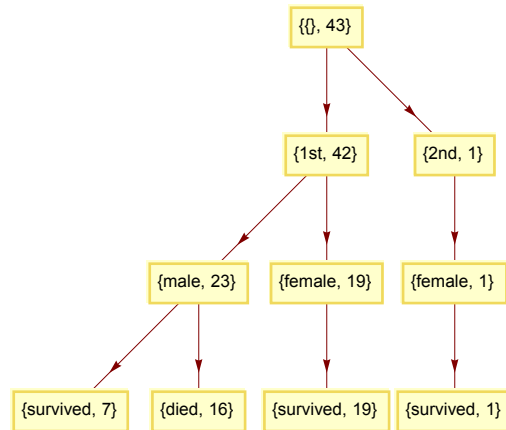 {{}, 43}
{1st, 42}
{2nd, 1}
{male, 23}
{female, 19}
{female, 1}
{survived, 7}
{died, 16}
{survived, 19}
{survived, 1}